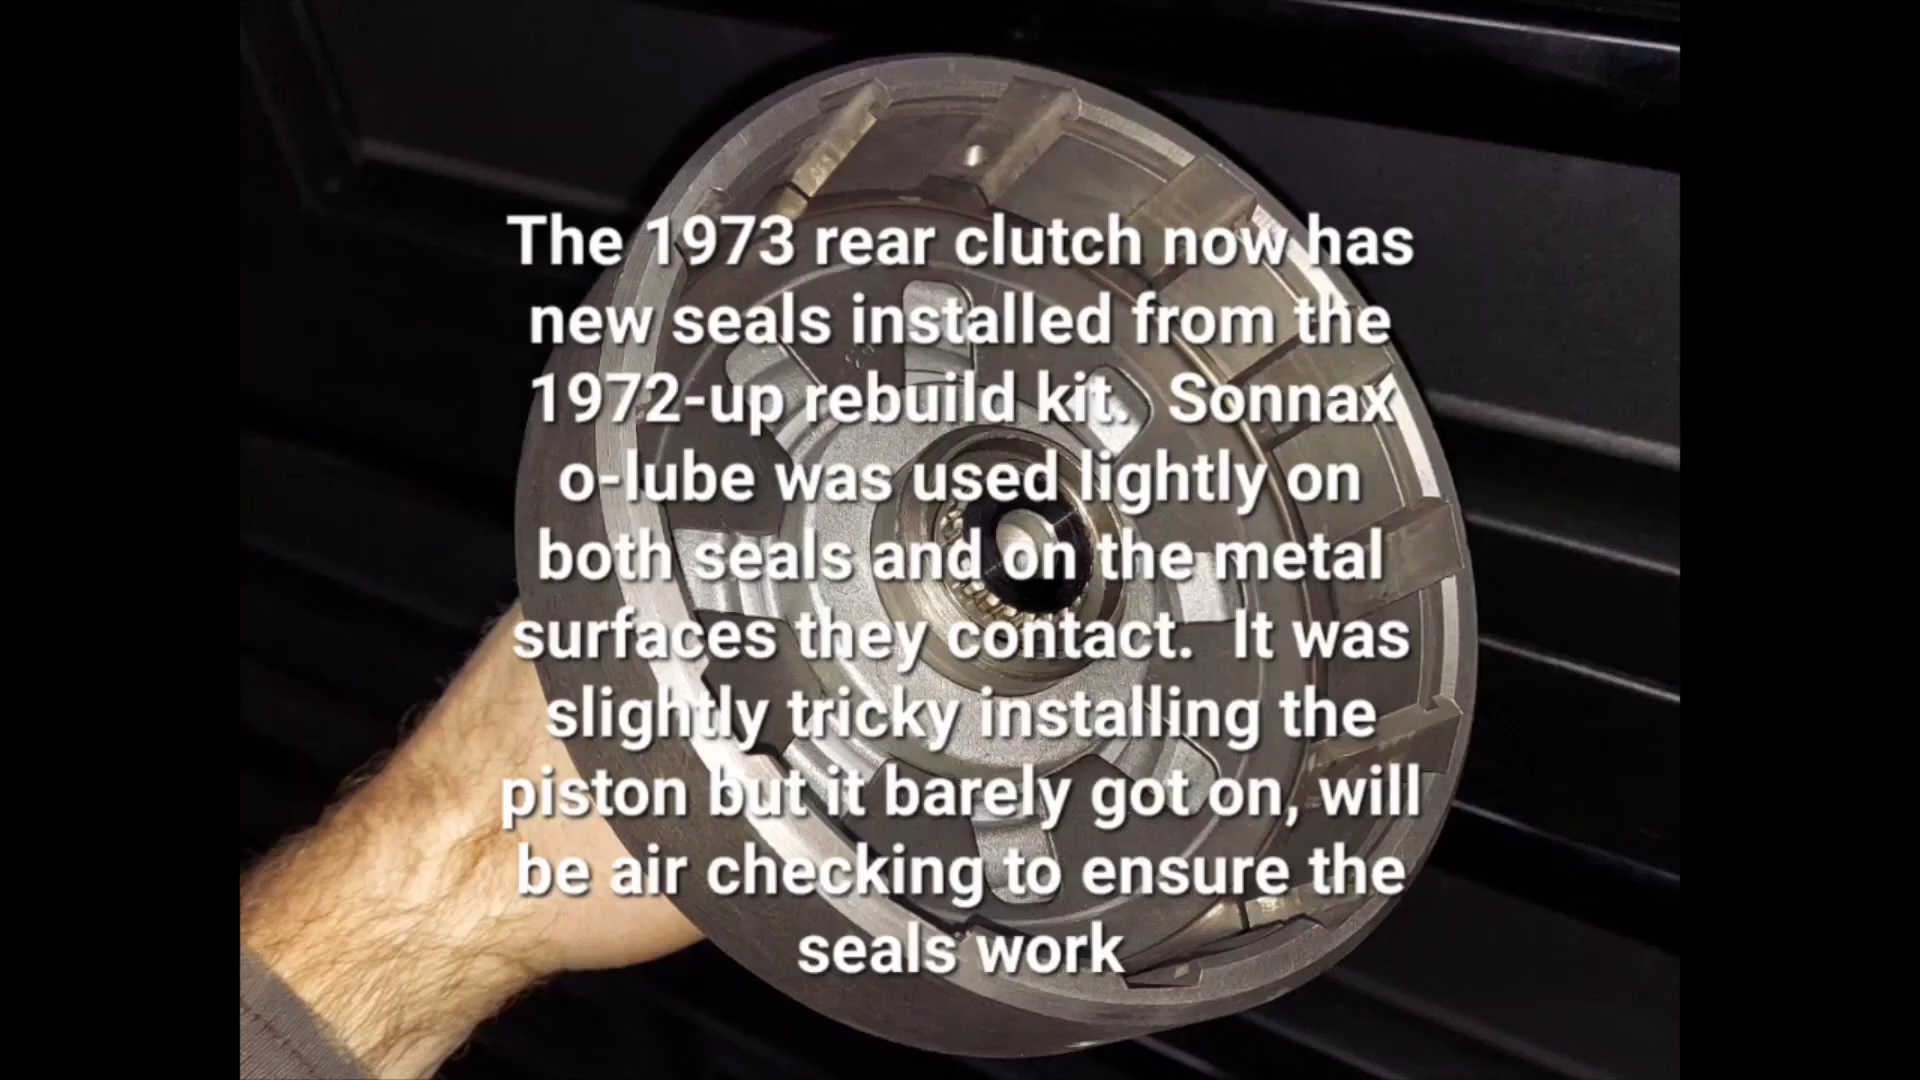 The 1973 rear clutch now has
new seals installed from the
1972-up rebuild kit.  Sonnax
o-lube was used lightly on
both seals and on the metal
surfaces they contact.  It was
slightly tricky installing the
piston but it barely got on, will
be air checking to ensure the
seals work